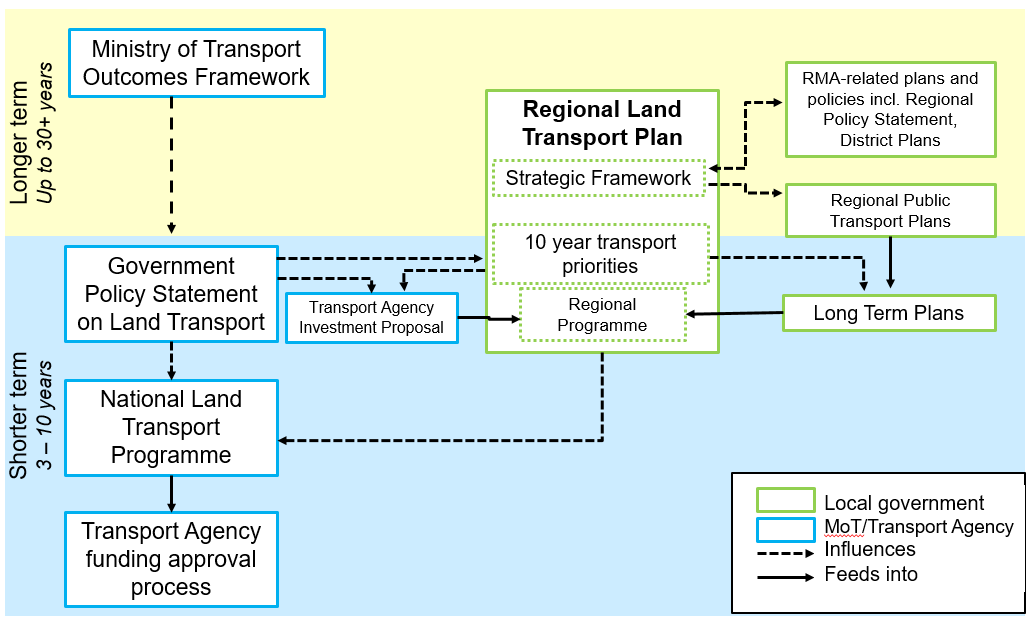 Longer term
Up to 30+ years
Ministry of Transport
Outcomes Framework
Regional Land
Transport Plan
Strategic Framework
RMA-related plans and
policies incl. Regional
Policy Statement,
District Plans
Regional Public
Transport Plans
Shorter term
3 – 10 years
Government
Policy Statement
on Land Transport
10 year transport
priorities
Transport Agency
Investment Proposal
Regional
Programme
Long Term Plans
National Land
Transport
Programme
Transport Agency
funding approval
process
Local government
MoT/Transport Agency
Influences
Feeds into